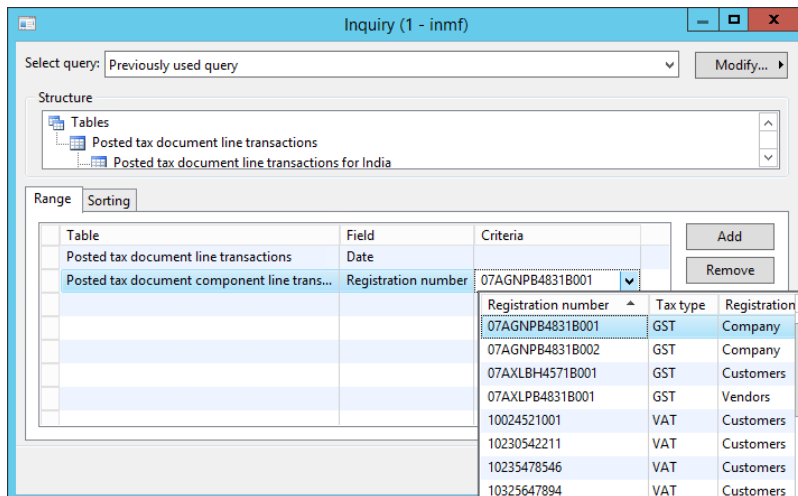 Inquiry (1 - inmf)
Select query: Previously used query Modify...
Structure
Tables
Posted tax document line transactions
Posted tax document line transactions for India
Range Sorting
Table Field Criteria Add
Posted tax document line transactions Date
Posted tax document component line trans... Registration number 07AGNPB4831B001 Remove
Registration number Tax type Registration
07AGNPB4831B001 GST Company
07AGNPB4831B002 GST Company
07AXLBH4571B001 GST Customers
07AXLPB4831B001 GST Vendors
10024521001 VAT Customers
10230542211 VAT Customers
10235478546 VAT Customers
10325647894 VAT Customers